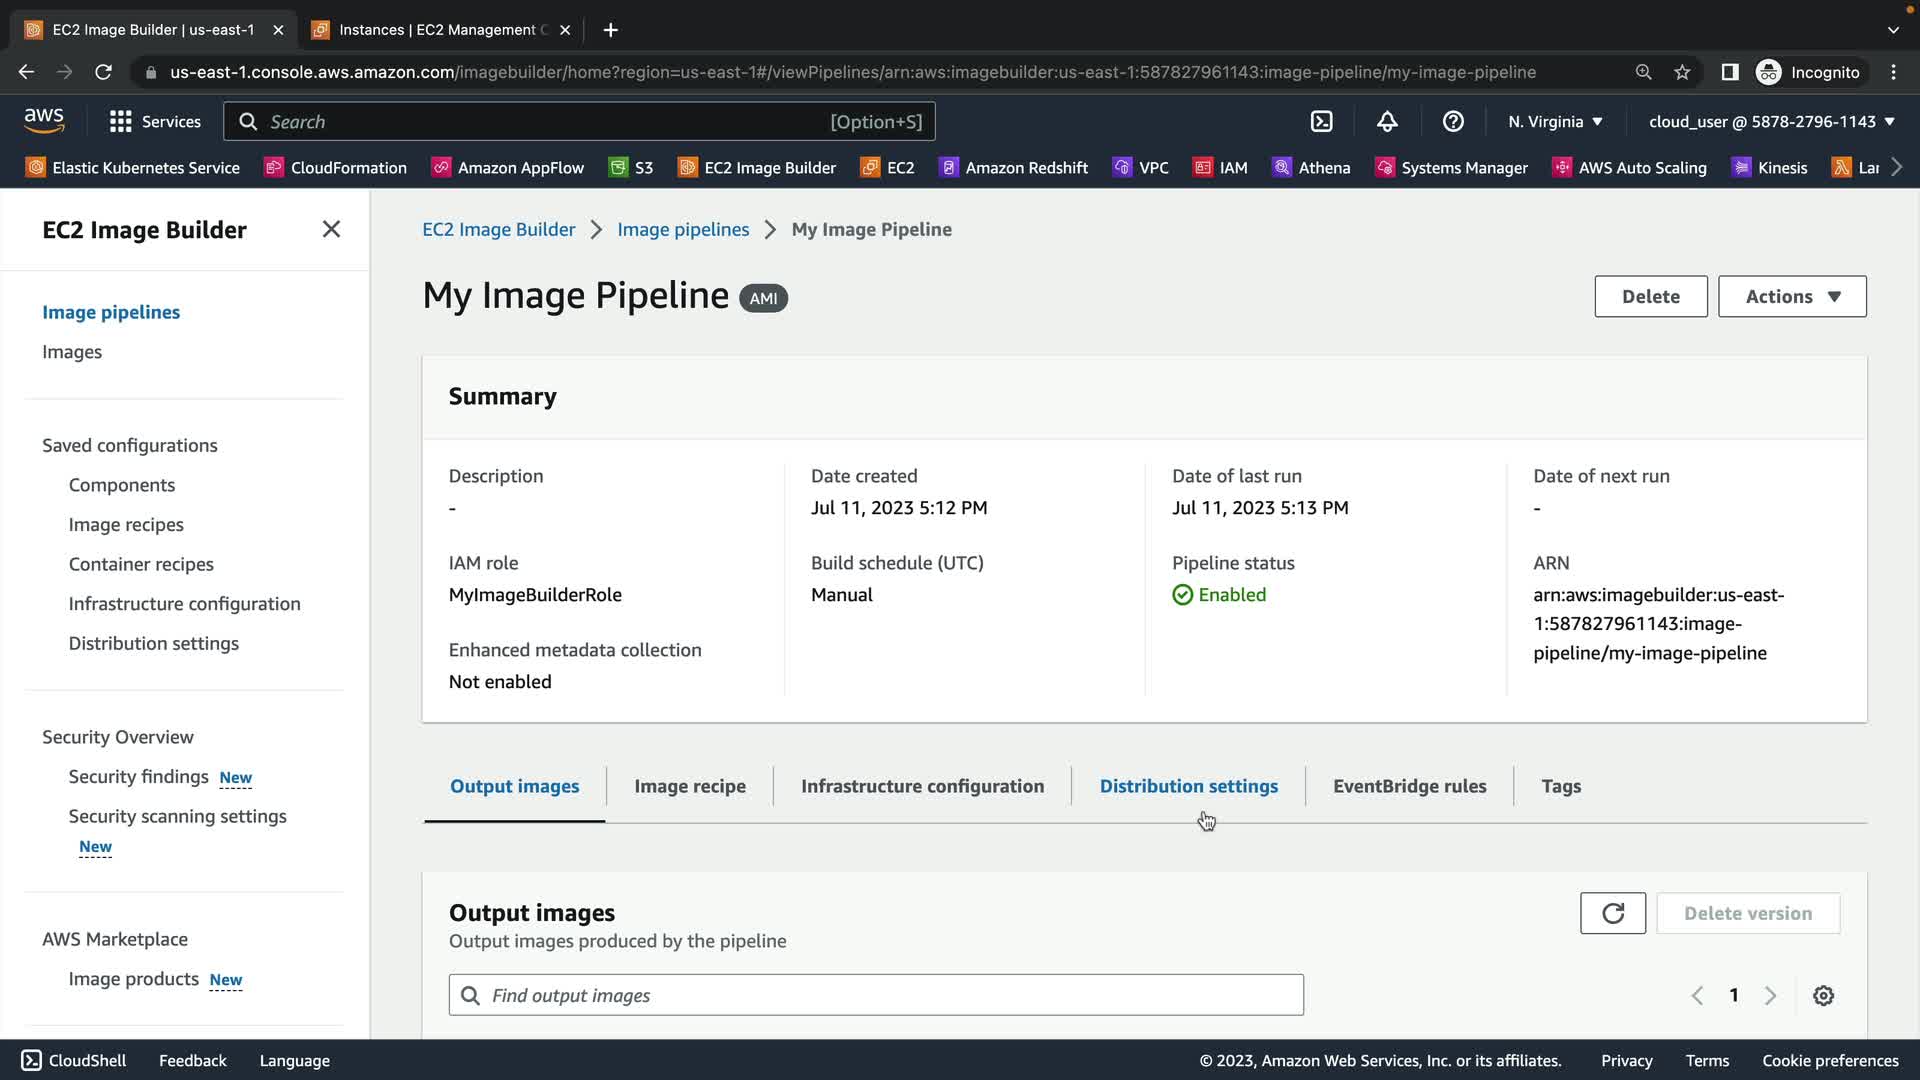 EC2 Image Builder | us-east-1
Instances | EC2 Management C
us-east-1.console.aws.amazon.com/imagebuilder/home?region=us-east-1#/viewPipelines/arn:aws:imagebuilder:us-east-1:587827961143:image-pipeline/my-image-pipeline
Incognito
aws
Services
Search
[Option+S]
N. Virginia
cloud_user @ 5878-2796-1143
Elastic Kubernetes Service
CloudFormation
Amazon AppFlow
S3
EC2 Image Builder
EC2
Amazon Redshift
VPC
IAM
Athena
Systems Manager
AWS Auto Scaling
Kinesis
Lar
EC2 Image Builder
Image pipelines
Images
Saved configurations
Components
Image recipes
Container recipes
Infrastructure configuration
Distribution settings
Security Overview
Security findings New
Security scanning settings
New
AWS Marketplace
Image products New
EC2 Image Builder > Image pipelines > My Image Pipeline
My Image Pipeline AMI
Delete
Actions
Summary
Description
-
Date created
Jul 11, 2023 5:12 PM
Date of last run
Jul 11, 2023 5:13 PM
Date of next run
-
IAM role
MyImageBuilderRole
Build schedule (UTC)
Manual
Pipeline status
Enabled
ARN
arn:aws:imagebuilder:us-east-
1:587827961143:image-
pipeline/my-image-pipeline
Enhanced metadata collection
Not enabled
Output images
Image recipe
Infrastructure configuration
Distribution settings
EventBridge rules
Tags
Output images
Output images produced by the pipeline
Delete version
Find output images
1
CloudShell
Feedback
Language
© 2023, Amazon Web Services, Inc. or its affiliates.
Privacy
Terms
Cookie preferences